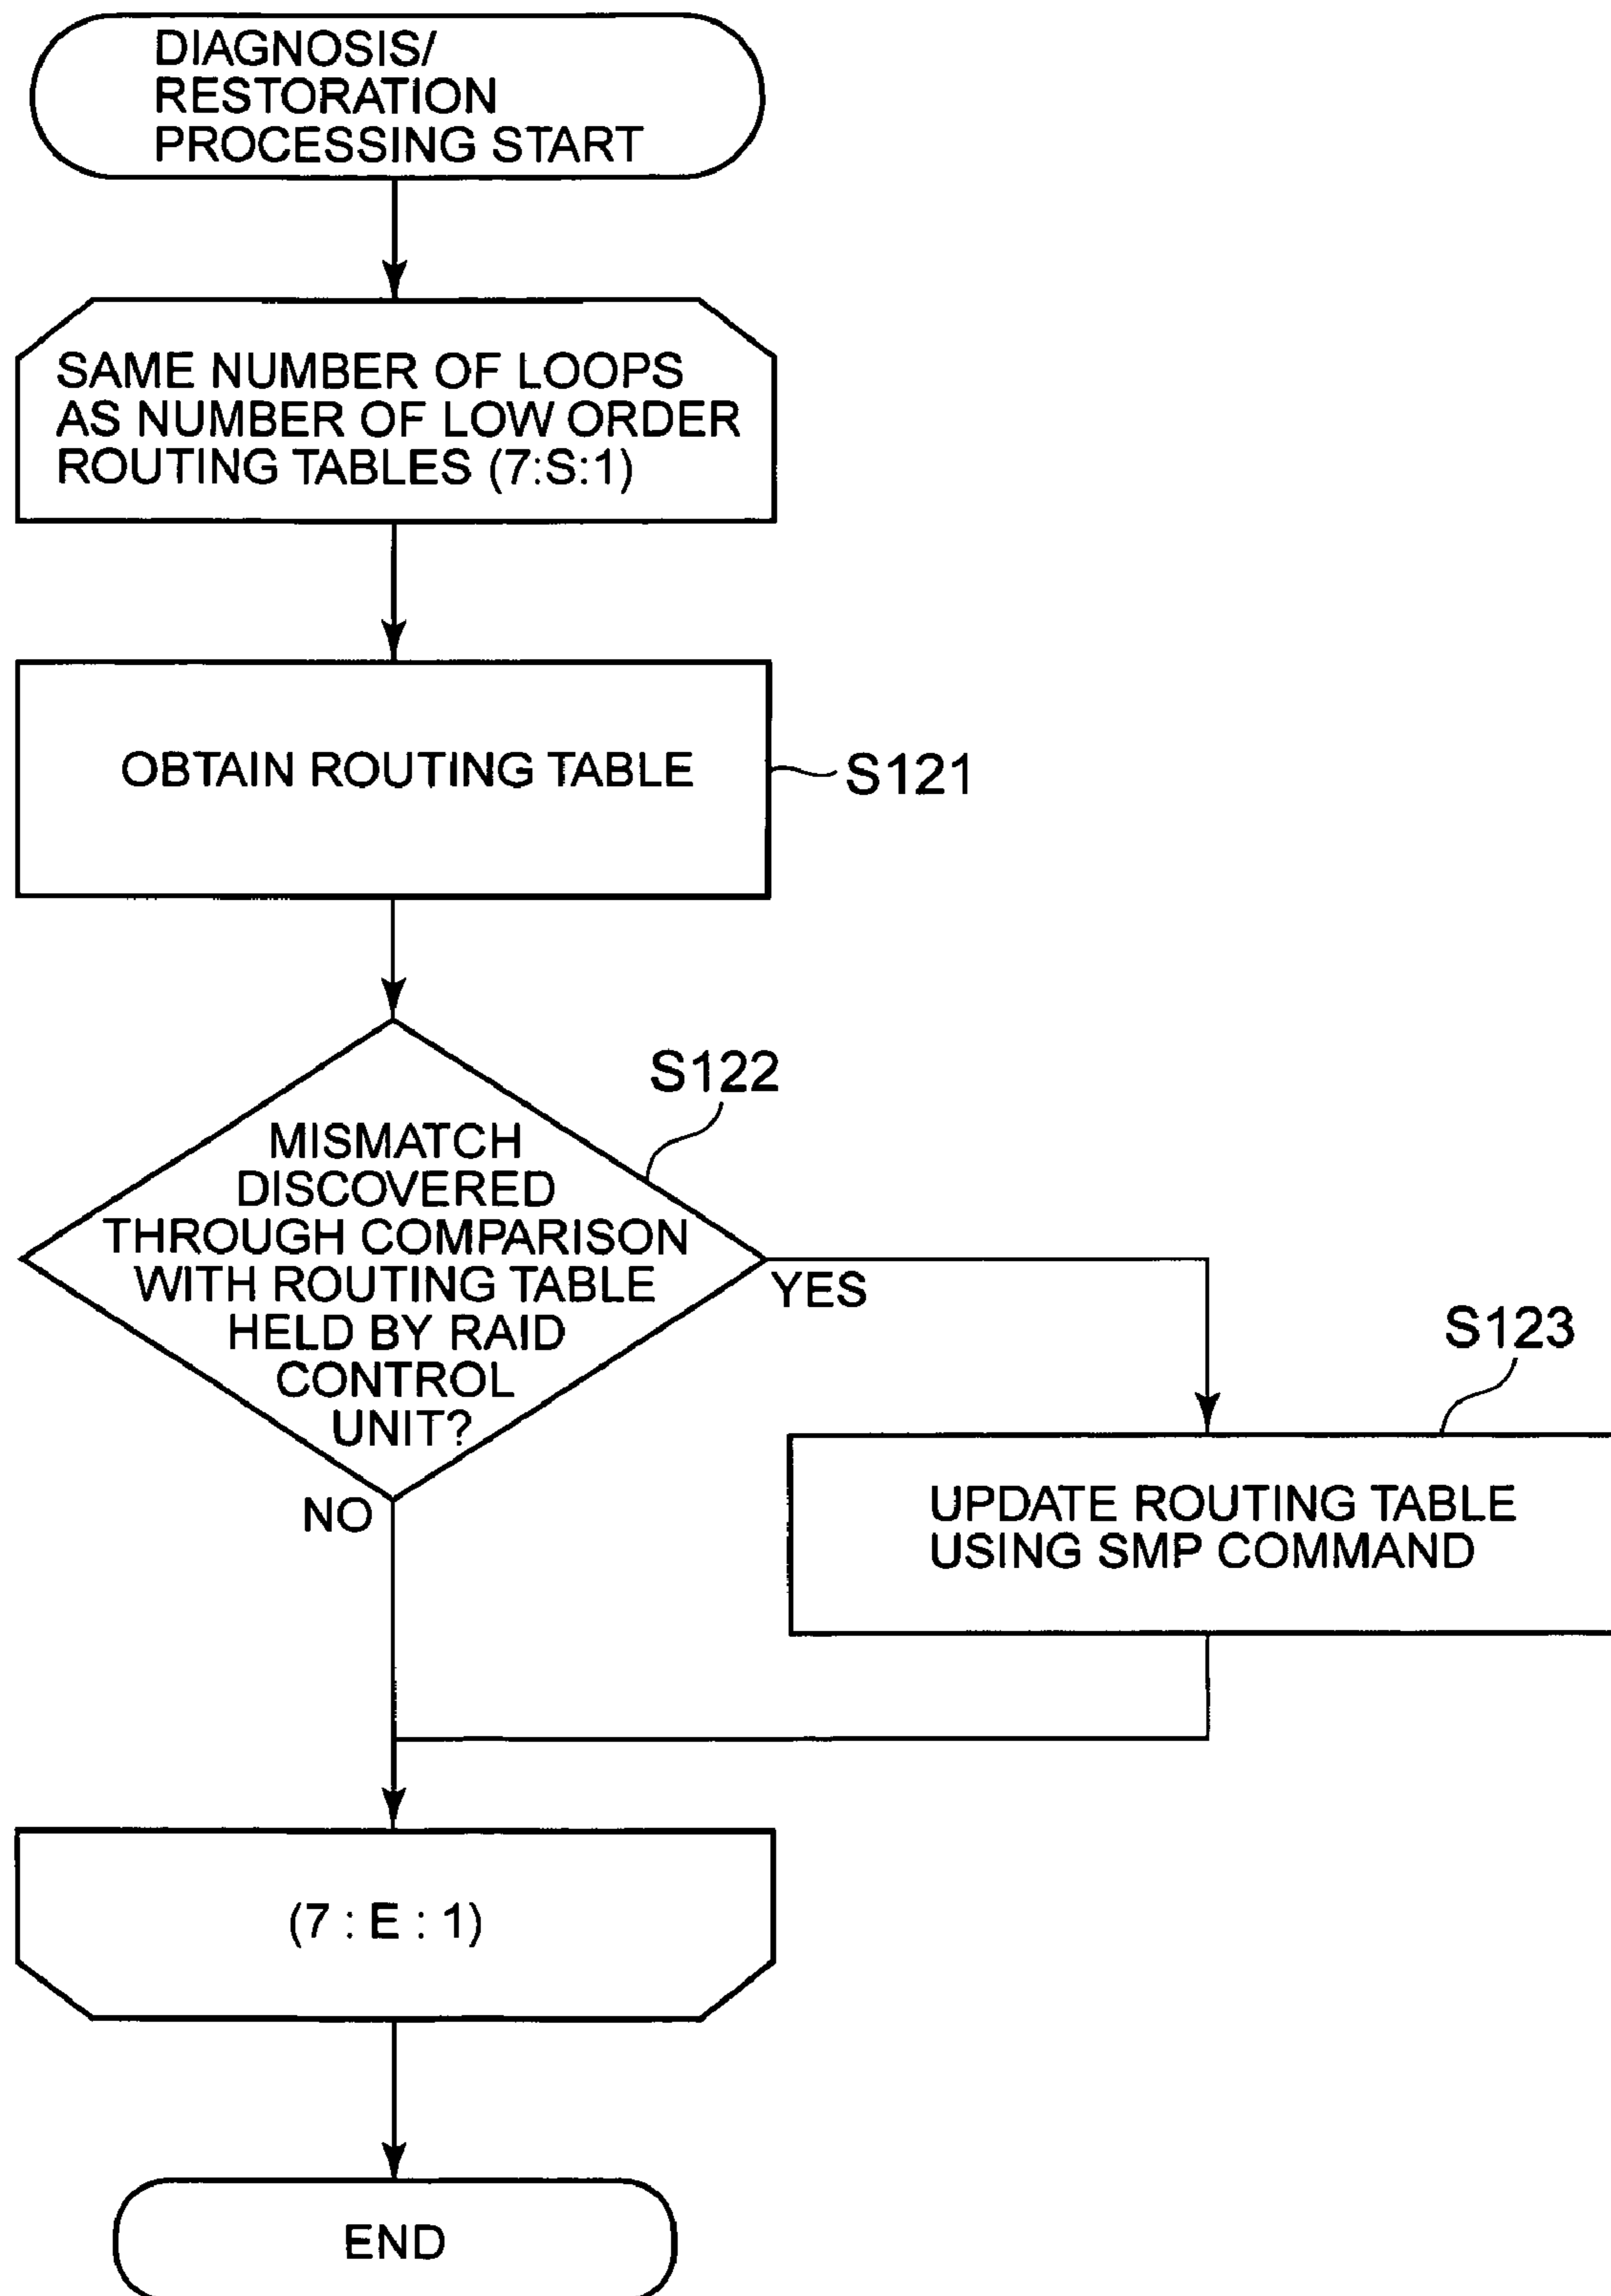 DIAGNOSIS/
RESTORATION
PROCESSING START
SAME NUMBER OF LOOPS
AS NUMBER OF LOW ORDER
ROUTING TABLES (7:S:1)
OBTAIN ROUTING TABLE
S121
S122
MISMATCH
DISCOVERED
THROUGH COMPARISON
WITH ROUTING TABLE
HELD BY RAID
CONTROL
UNIT?
YES
NO
S123
UPDATE ROUTING TABLE
USING SMP COMMAND
(7 : E : 1)
END